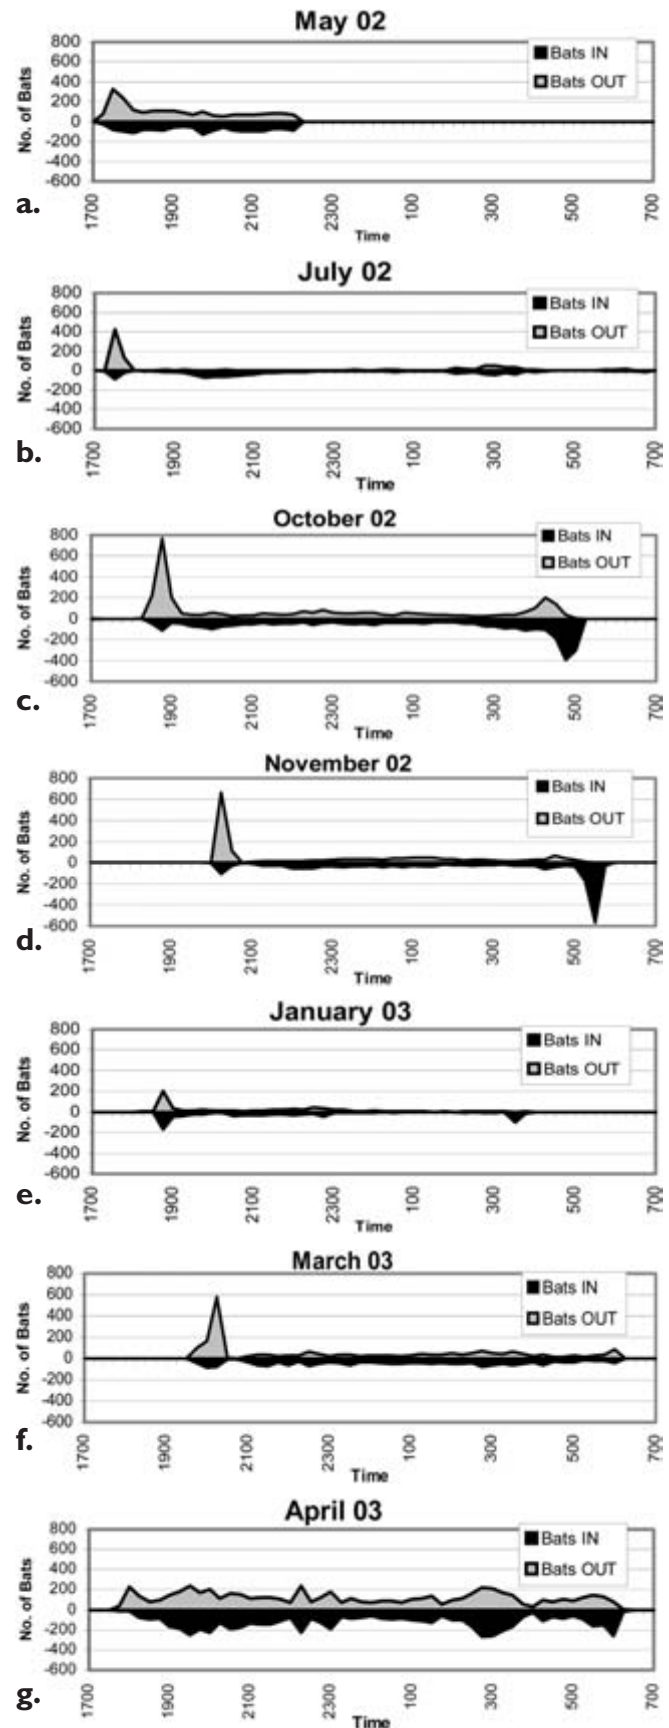 May 02
800
600
400
200
0
-200
-400
-600
No. of Bats
Bats IN
Bats OUT
1700 1900 2100 2300 100 300 500 700
Time
a.
July 02
800
600
400
200
0
-200
-400
-600
No. of Bats
Bats IN
Bats OUT
1700 1900 2100 2300 100 300 500 700
Time
b.
October 02
800
600
400
200
0
-200
-400
-600
No. of Bats
Bats IN
Bats OUT
1700 1900 2100 2300 100 300 500 700
Time
c.
November 02
800
600
400
200
0
-200
-400
-600
No. of Bats
Bats IN
Bats OUT
1700 1900 2100 2300 100 300 500 700
Time
d.
January 03
800
600
400
200
0
-200
-400
-600
No. of Bats
Bats IN
Bats OUT
1700 1900 2100 2300 100 300 500 700
Time
e.
March 03
800
600
400
200
0
-200
-400
-600
No. of Bats
Bats IN
Bats OUT
1700 1900 2100 2300 100 300 500 700
Time
f.
April 03
800
600
400
200
0
-200
-400
-600
No. of Bats
Bats IN
Bats OUT
1700 1900 2100 2300 100 300 500 700
Time
g.